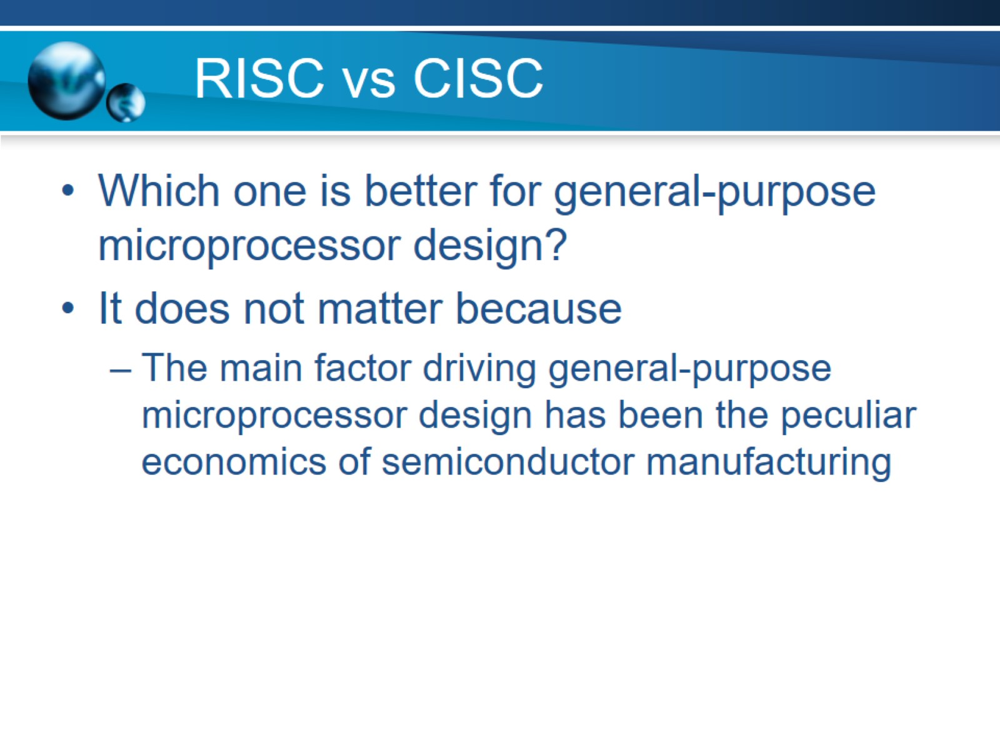 RISC vs CISC
• Which one is better for general-purpose
microprocessor design?
• It does not matter because
– The main factor driving general-purpose
microprocessor design has been the peculiar
economics of semiconductor manufacturing